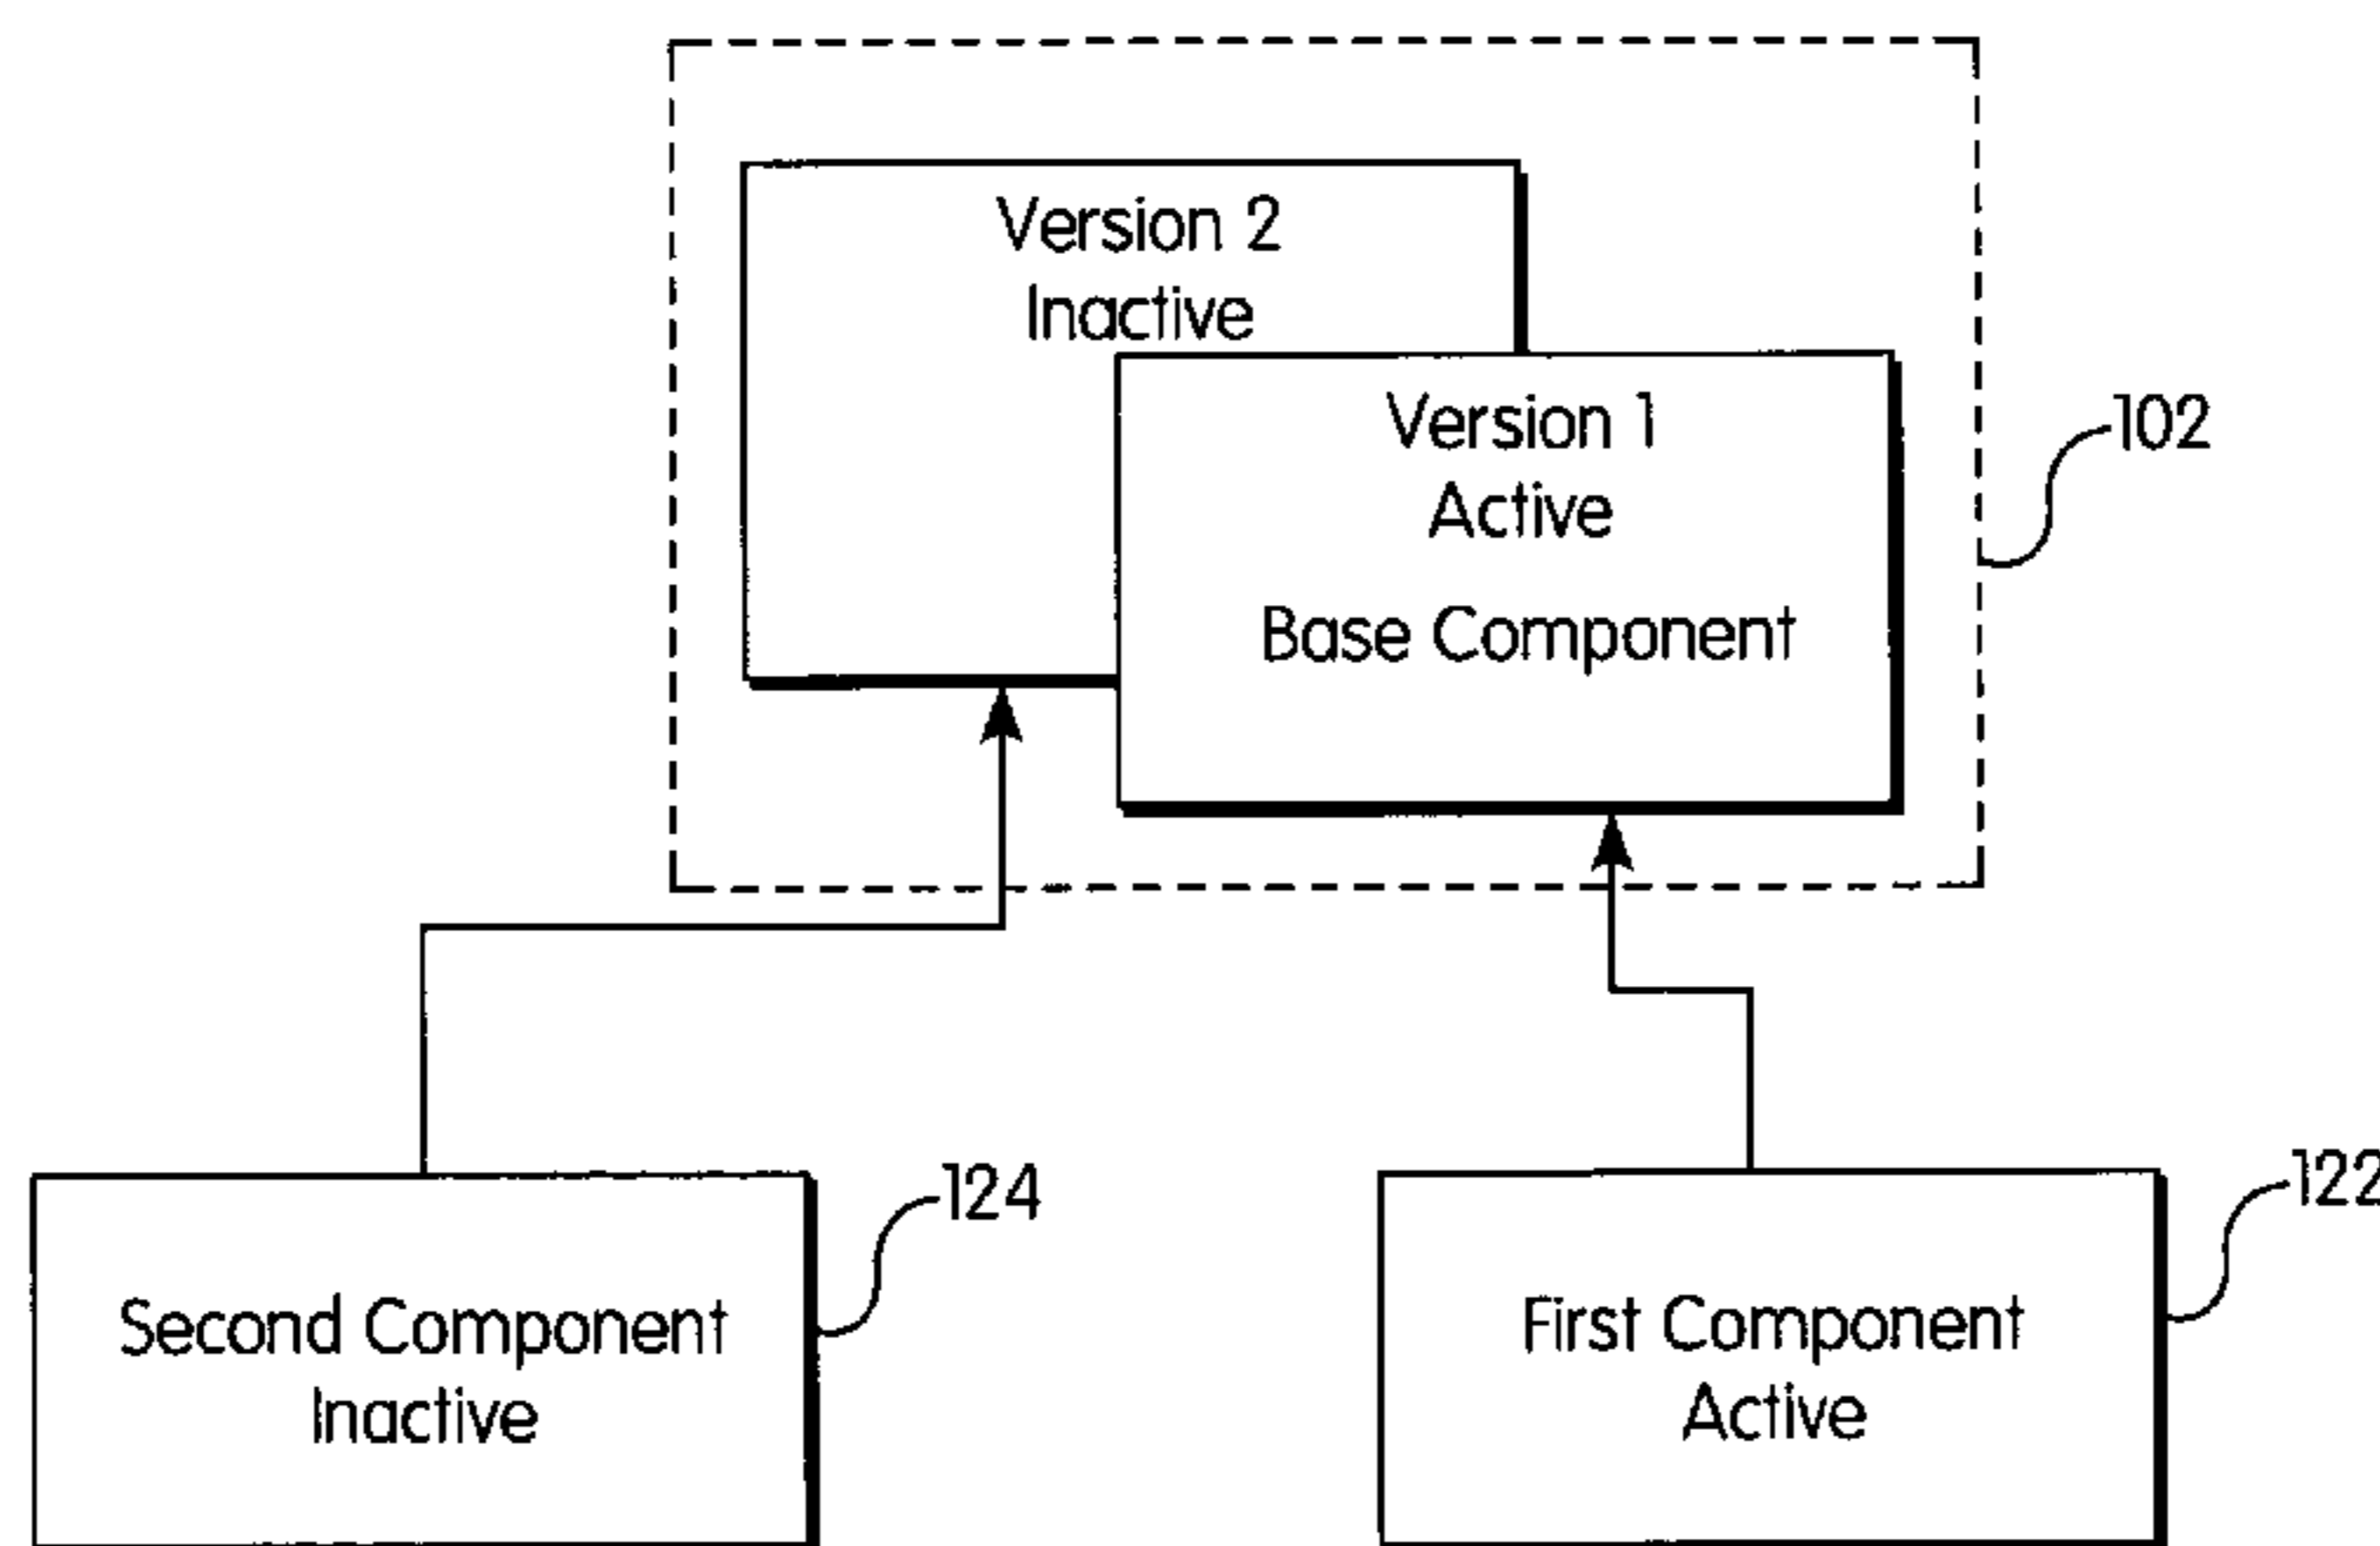 Version 2
Inactive
Version 1
Active
Base Component
102
124
122
Second Component
Inactive
First Component
Active